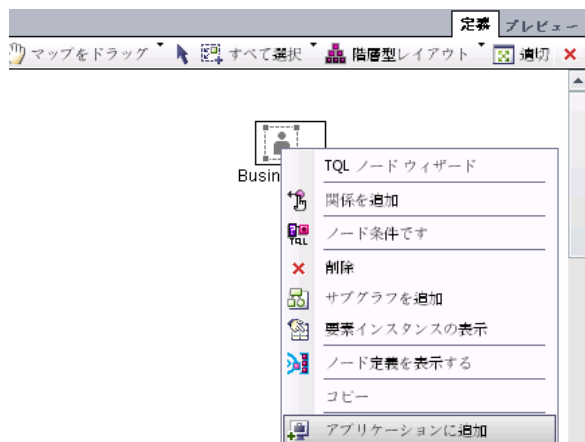 定義 プレビュー
マップをドラッグ すべて選択 階層型レイアウト 適切
Busin
TQL ノード ウィザード
関係を追加
TQL ノード条件です
削除
サブグラフを追加
要素インスタンスの表示
ノード定義を表示する
コピー
アプリケーションに追加